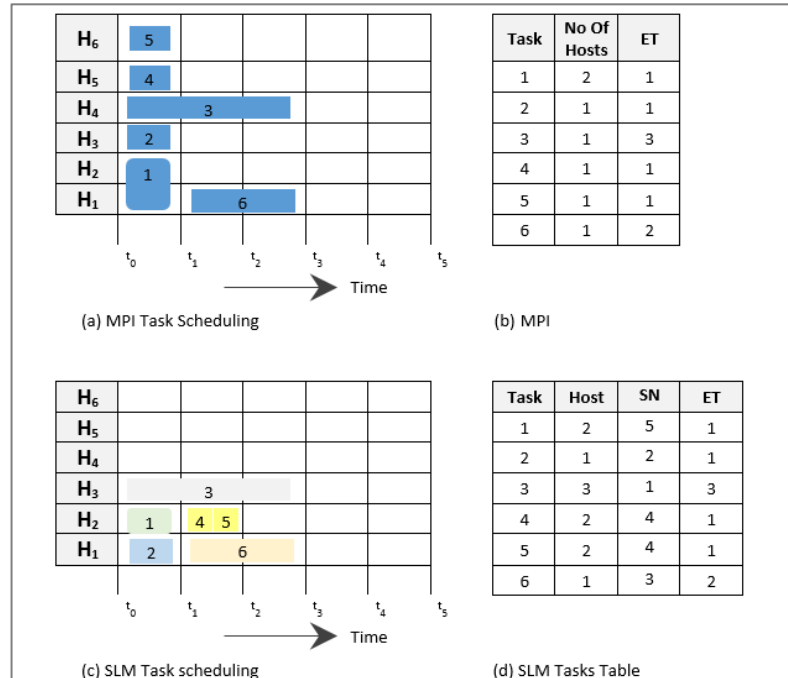 H₆ 5
H₅ 4
H₄ 3
H₃ 2
H₂ 1
H₁ 6
t₀ t₁ t₂ t₃ t₄ t₅
Time
(a) MPI Task Scheduling
Task No Of Hosts ET
1 2 1
2 1 1
3 1 3
4 1 1
5 1 1
6 1 2
(b) MPI
H₆
H₅
H₄
H₃ 3
H₂ 1 4 5
H₁ 2 6
t₀ t₁ t₂ t₃ t₄ t₅
Time
(c) SLM Task scheduling
Task Host SN ET
1 2 5 1
2 1 2 1
3 3 1 3
4 2 4 1
5 2 4 1
6 1 3 2
(d) SLM Tasks Table